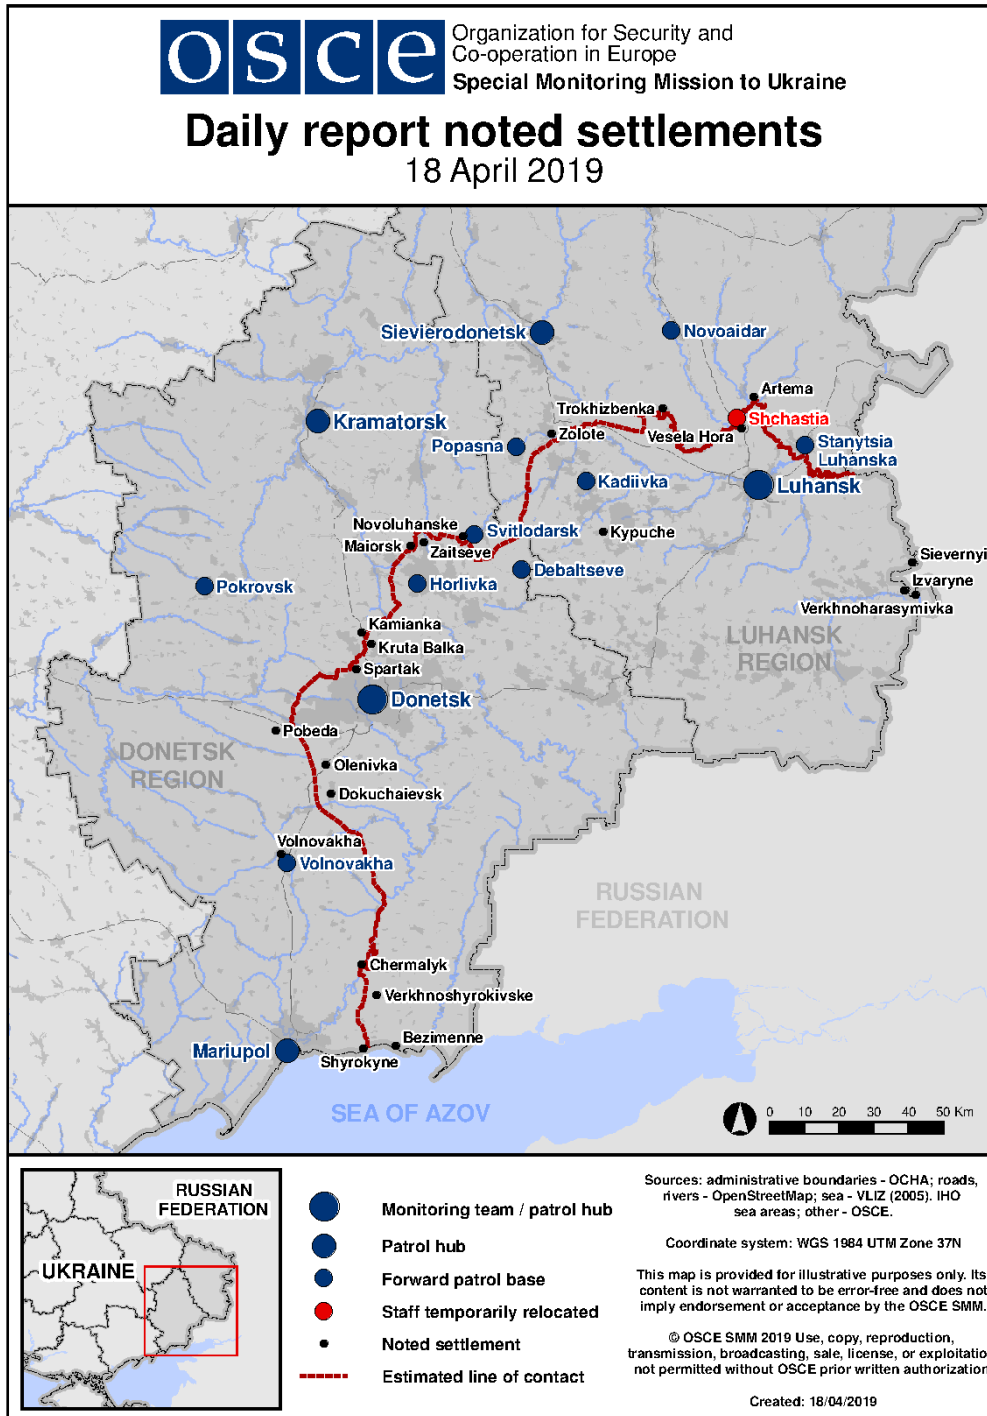 osce
Organization for Security and
Co-operation in Europe
Special Monitoring Mission to Ukraine
Daily report noted settlements
18 April 2019
Sievierodonetsk
Novoaidar
Artema
Trokhizbenka
Shchastia
Kramatorsk
Zolote
Vesela Hora
Popasna
Stanytsia
Luhanska
Kadiivka
Luhansk
Novoluhanske
Svitlodarsk
Kypuche
Maiorsk
Zaitseve
Sievernyi
Debaltseve
Horlivka
Pokrovsk
Izvaryne
Verkhnoharasymivka
Kamianka
LUHANSK
REGION
Kruta Balka
Spartak
Donetsk
Pobeda
DONETSK
REGION
Olenivka
Dokuchaievsk
Volnovakha
Volnovakha
RUSSIAN
FEDERATION
Chermalyk
Verkhnoshyrokivske
Bezimenne
Mariupol
Shyrokyne
SEA OF AZOV
0 10 20 30 40 50 Km
RUSSIAN
FEDERATION
UKRAINE
Monitoring team / patrol hub
Patrol hub
Forward patrol base
Staff temporarily relocated
Noted settlement
Estimated line of contact
Sources: administrative boundaries - OCHA; roads,
rivers - OpenStreetMap; sea - VLIZ (2005). IHO
sea areas; other - OSCE.
Coordinate system: WGS 1984 UTM Zone 37N
This map is provided for illustrative purposes only. Its
content is not warranted to be error-free and does not
imply endorsement or acceptance by the OSCE SMM.
© OSCE SMM 2019 Use, copy, reproduction,
transmission, broadcasting, sale, license, or exploitatio
not permitted without OSCE prior written authorization
Created: 18/04/2019